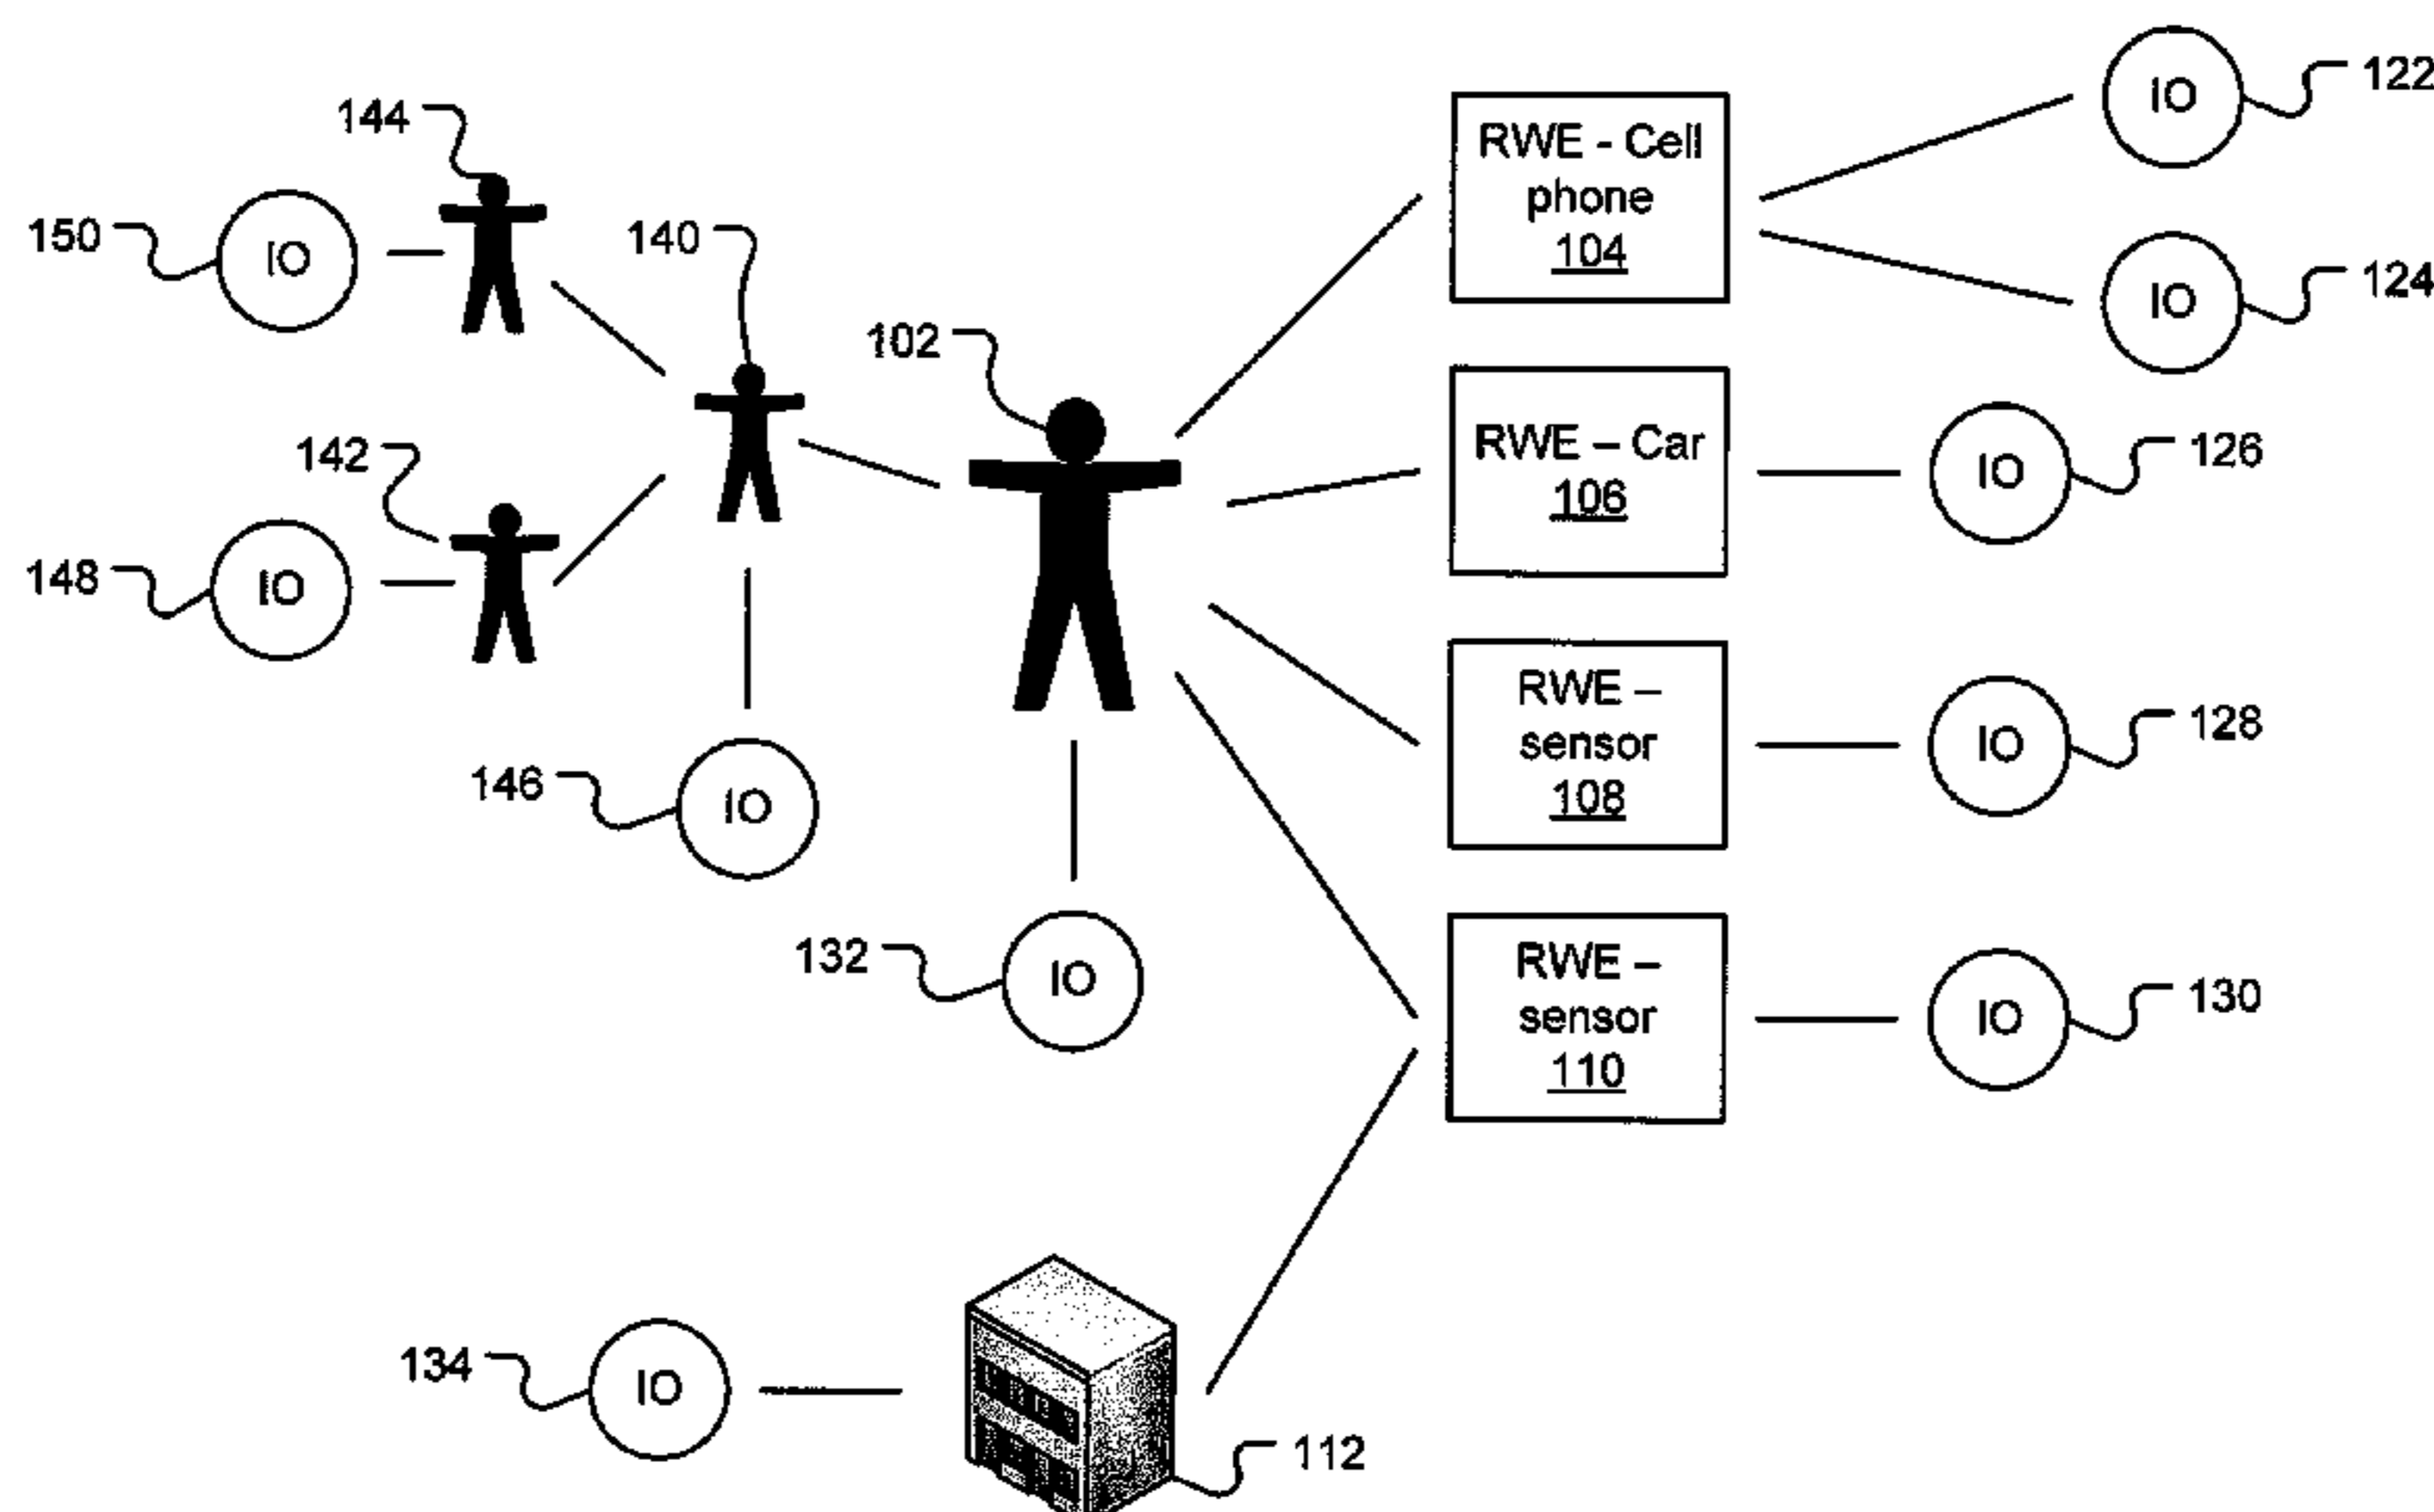 122
IO
144
RWE - Cell
phone
104
150
IO
140
124
IO
102
142
RWE – Car
106
IO
126
148
IO
RWE –
sensor
108
IO
128
146
IO
132
IO
RWE –
sensor
110
IO
130
134
IO
112